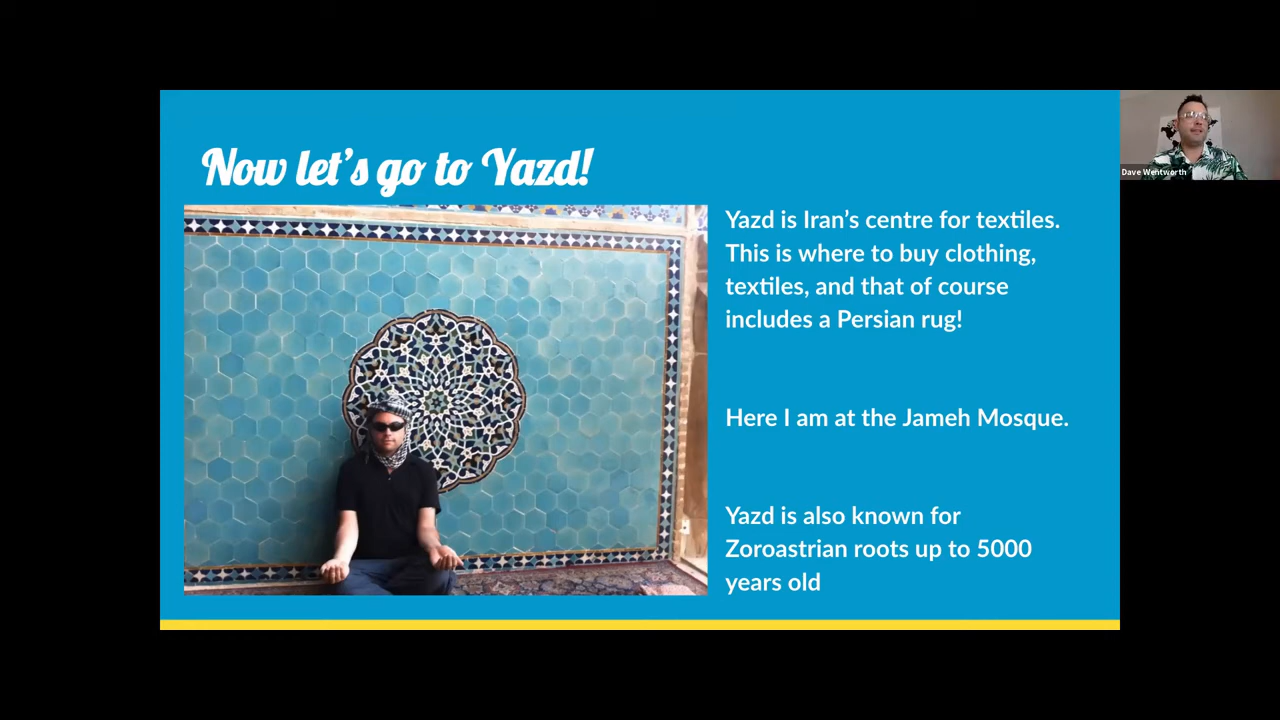 Now let's go to Yazd!
Yazd is Iran's centre for textiles.
This is where to buy clothing,
textiles, and that of course
includes a Persian rug!
Here I am at the Jameh Mosque.
Yazd is also known for
Zoroastrian roots up to 5000
years old
Dave Wentworth